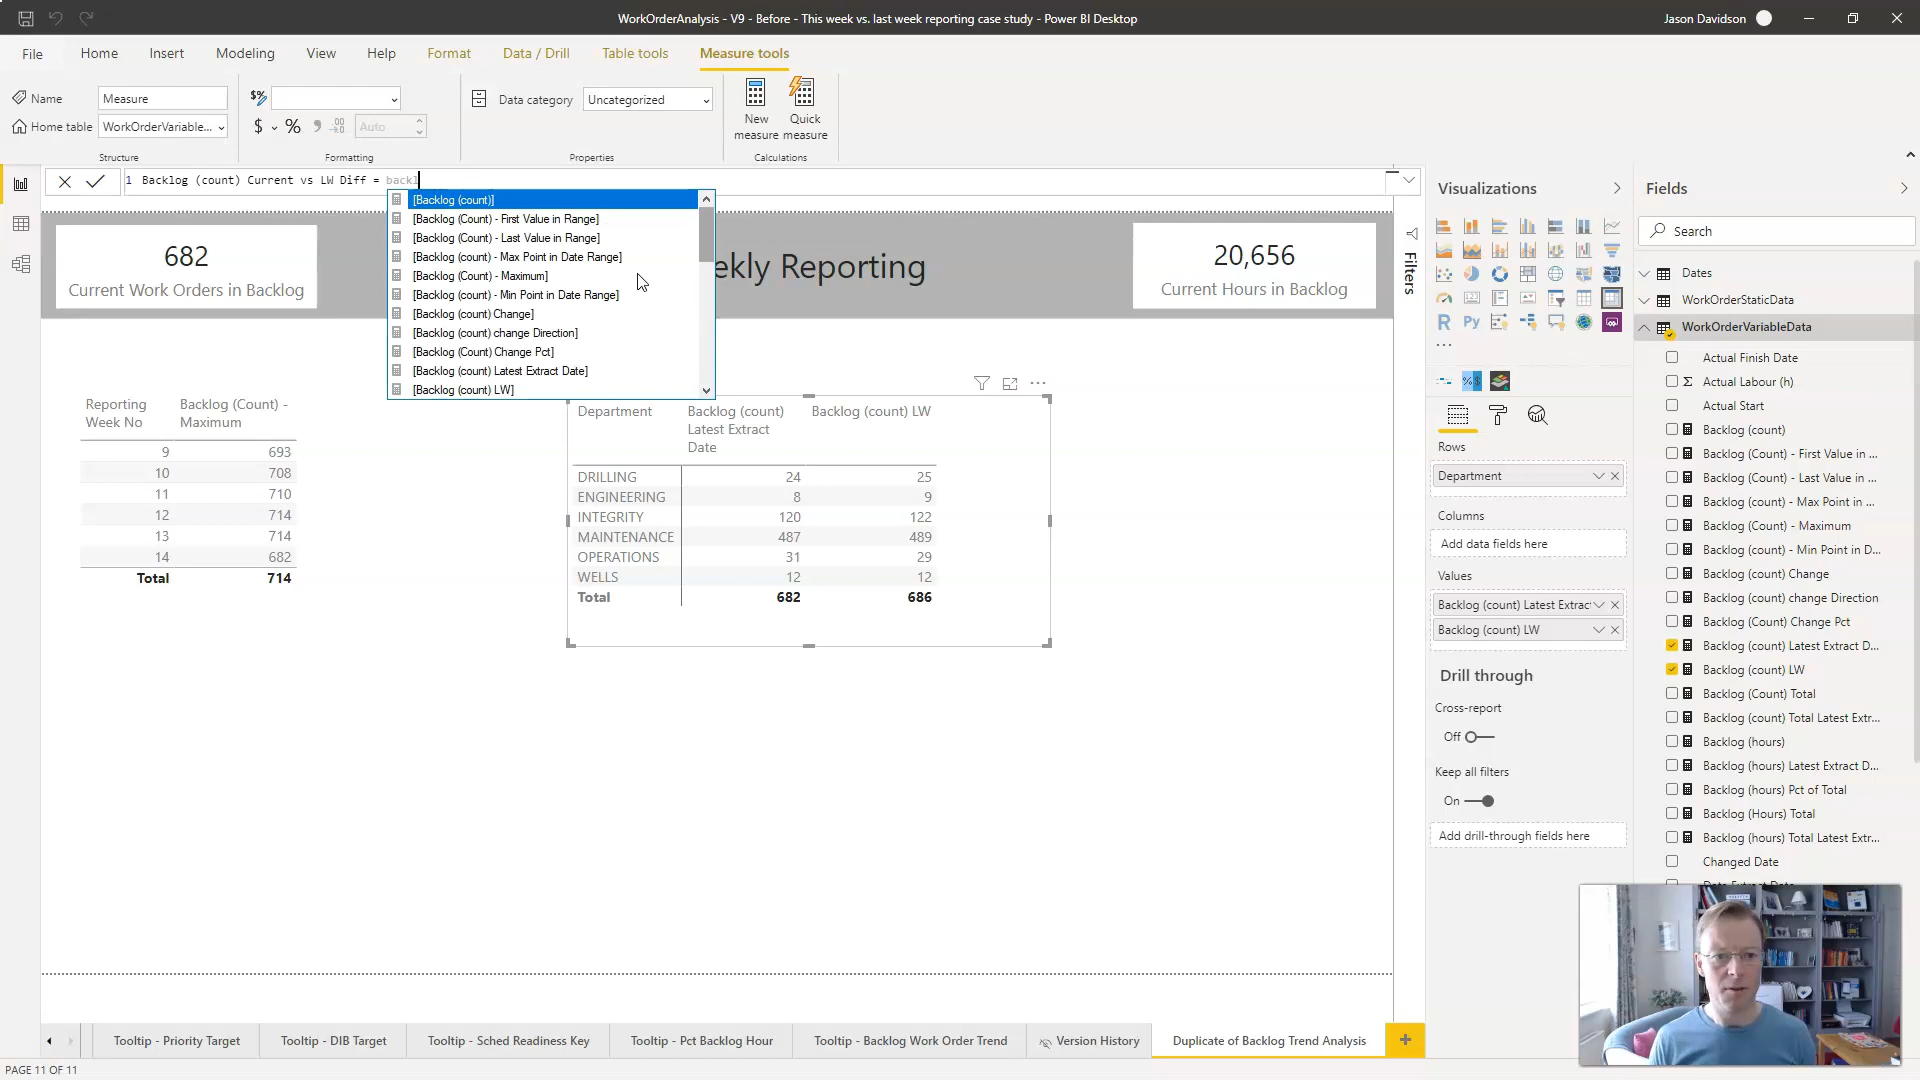 WorkOrderAnalysis - V9 - Before - This week vs. last week reporting case study - Power BI Desktop
Jason Davidson
File
Home
Insert
Modeling
View
Help
Format
Data / Drill
Table tools
Measure tools
Name
Measure
Home table
WorkOrderVariable...
Structure
$
%
Auto
Formatting
Data category
Uncategorized
Properties
New measure
Quick measure
Calculations
1 Backlog (count) Current vs LW Diff = backl
[Backlog (count)]
[Backlog (Count) - First Value in Range]
[Backlog (Count) - Last Value in Range]
[Backlog (count) - Max Point in Date Range]
[Backlog (Count) - Maximum]
[Backlog (count) - Min Point in Date Range]
[Backlog (count) Change]
[Backlog (count) change Direction]
[Backlog (Count) Change Pct]
[Backlog (count) Latest Extract Date]
[Backlog (count) LW]
682
Current Work Orders in Backlog
ekly Reporting
20,656
Current Hours in Backlog
Reporting Week No
Backlog (Count) - Maximum
9 693
10 708
11 710
12 714
13 714
14 682
Total 714
Department
Backlog (count) Latest Extract Date
Backlog (count) LW
DRILLING 24 25
ENGINEERING 8 9
INTEGRITY 120 122
MAINTENANCE 487 489
OPERATIONS 31 29
WELLS 12 12
Total 682 686
Filters
Visualizations
R
Py
Rows
Department
Columns
Add data fields here
Values
Backlog (count) Latest Extrac
Backlog (count) LW
Drill through
Cross-report
Off
Keep all filters
On
Add drill-through fields here
Fields
Search
Dates
WorkOrderStaticData
WorkOrderVariableData
Actual Finish Date
Actual Labour (h)
Actual Start
Backlog (count)
Backlog (Count) - First Value in ...
Backlog (Count) - Last Value in ...
Backlog (count) - Max Point in ...
Backlog (Count) - Maximum
Backlog (count) - Min Point in D...
Backlog (count) Change
Backlog (count) change Direction
Backlog (Count) Change Pct
Backlog (count) Latest Extract D...
Backlog (count) LW
Backlog (Count) Total
Backlog (count) Total Latest Extr...
Backlog (hours)
Backlog (hours) Latest Extract D...
Backlog (hours) Pct of Total
Backlog (Hours) Total
Backlog (hours) Total Latest Extr...
Changed Date
Tooltip - Priority Target
Tooltip - DIB Target
Tooltip - Sched Readiness Key
Tooltip - Pct Backlog Hour
Tooltip - Backlog Work Order Trend
Version History
Duplicate of Backlog Trend Analysis
PAGE 11 OF 11